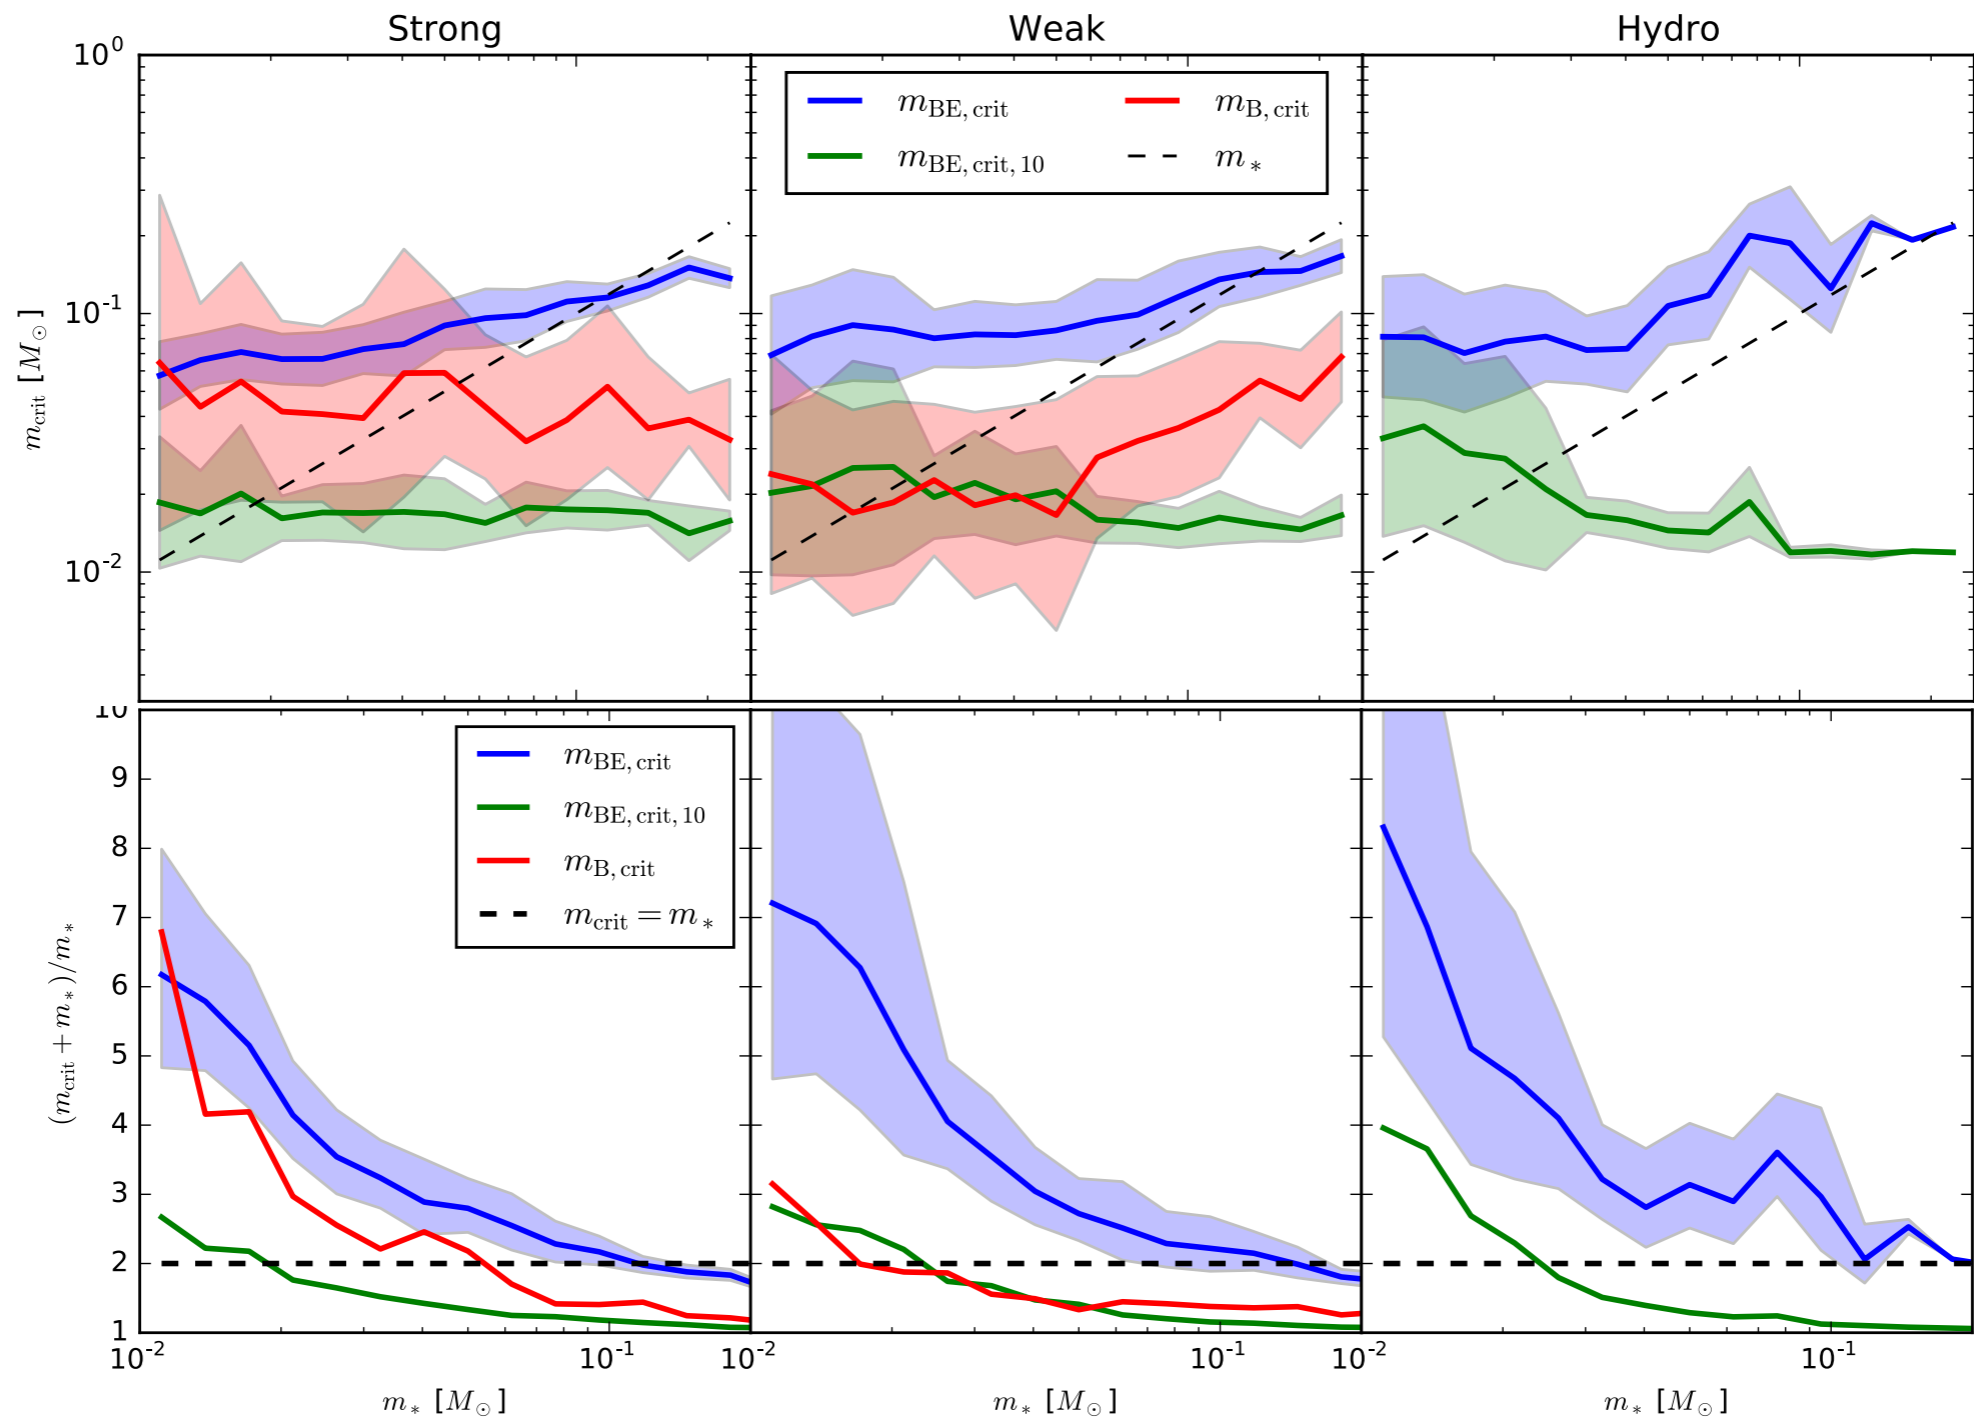 Strong Weak Hydro
10^0
m_BE,crit m_B,crit
m_BE,crit,10 m_*
10^-1
m_crit [M_⊙]
10^-2
10
m_BE,crit
9
m_BE,crit,10
8
m_B,crit
7
m_crit = m_*
6
(m_crit + m_*)/m_*
5
4
3
2
1
10^-2 10^-1 10^-2 10^-1 10^-2 10^-1
m_* [M_⊙] m_* [M_⊙] m_* [M_⊙]